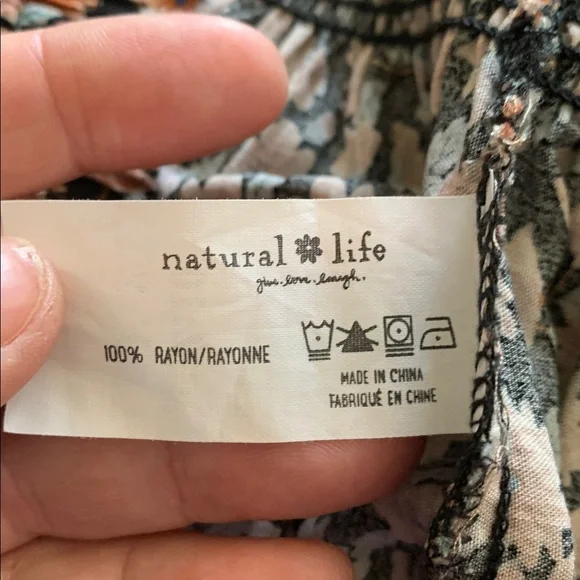 natural life
give. love. laugh.
100% RAYON/RAYONNE
MADE IN CHINA
FABRIQUÉ EN CHINE